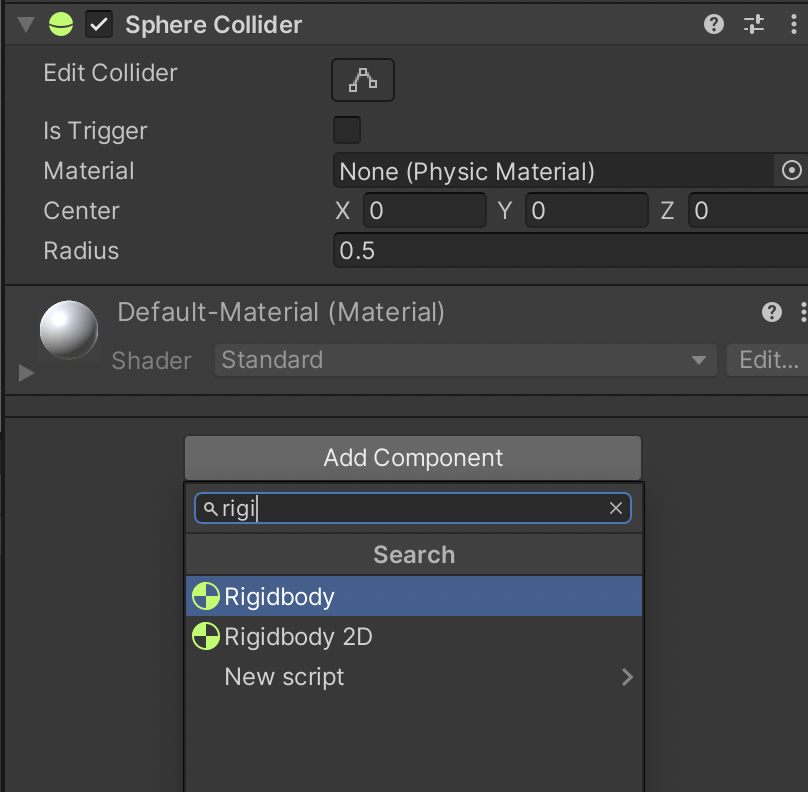 Sphere Collider
Edit Collider
Is Trigger
Material None (Physic Material)
Center X 0 Y 0 Z 0
Radius 0.5
Default-Material (Material)
Shader Standard Edit...
Add Component
rigi
Search
Rigidbody
Rigidbody 2D
New script